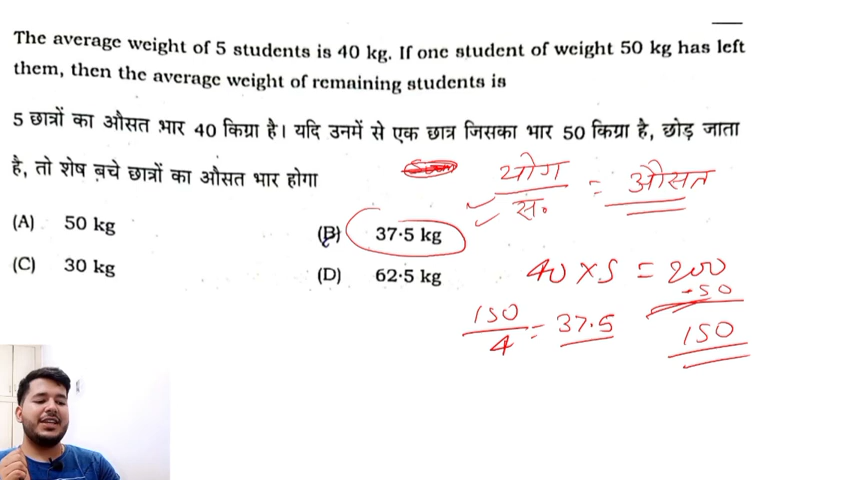 The average weight of 5 students is 40 kg. If one student of weight 50 kg has left
them, then the average weight of remaining students is
5 छात्रों का औसत भार 40 किग्रा है। यदि उनमें से एक छात्र जिसका भार 50 किग्रा है, छोड़ जाता
है, तो शेष बचे छात्रों का औसत भार होगा
योग
सं.
= औसत
(A) 50 kg
(B) 37·5 kg
(C) 30 kg
(D) 62·5 kg
40 × 5 = 200
-50
150
150
4
= 37.5